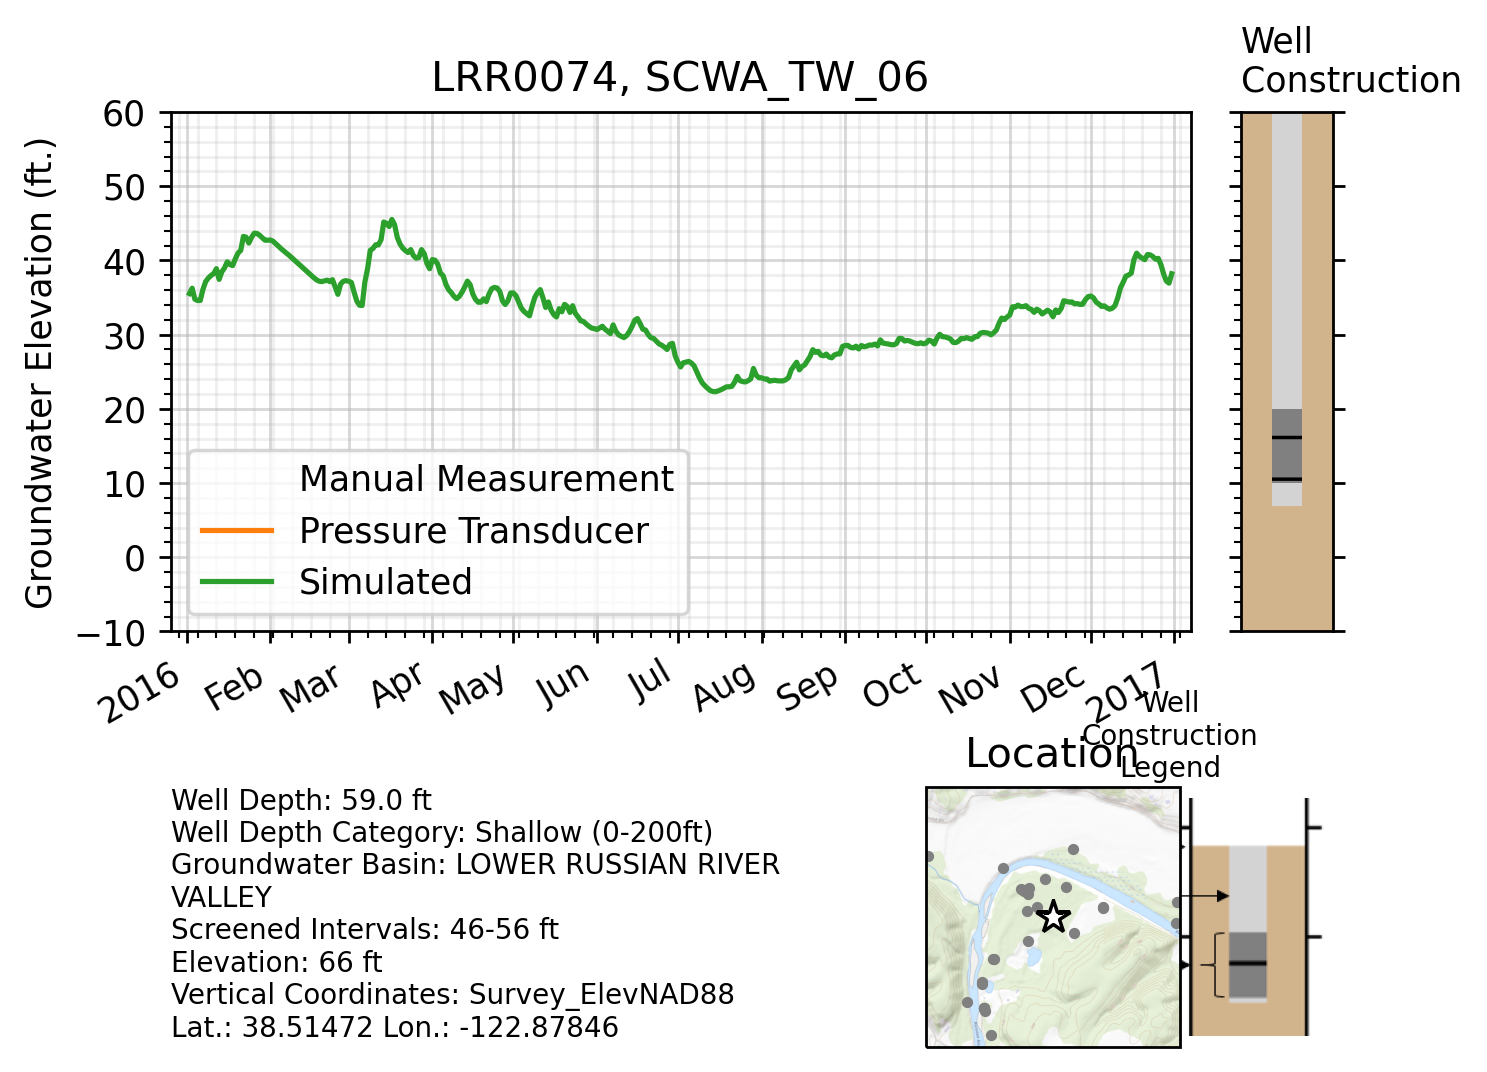 Well
Construction
LRR0074, SCWA_TW_06
60
50
40
30
20
10
0
−10
Groundwater Elevation (ft.)
Manual Measurement
Pressure Transducer
Simulated
2016
Feb
Mar
Apr
May
Jun
Jul
Aug
Sep
Oct
Nov
Dec
2017
Well
Construction
Legend
Location
Well Depth: 59.0 ft
Well Depth Category: Shallow (0-200ft)
Groundwater Basin: LOWER RUSSIAN RIVER
VALLEY
Screened Intervals: 46-56 ft
Elevation: 66 ft
Vertical Coordinates: Survey_ElevNAD88
Lat.: 38.51472 Lon.: -122.87846